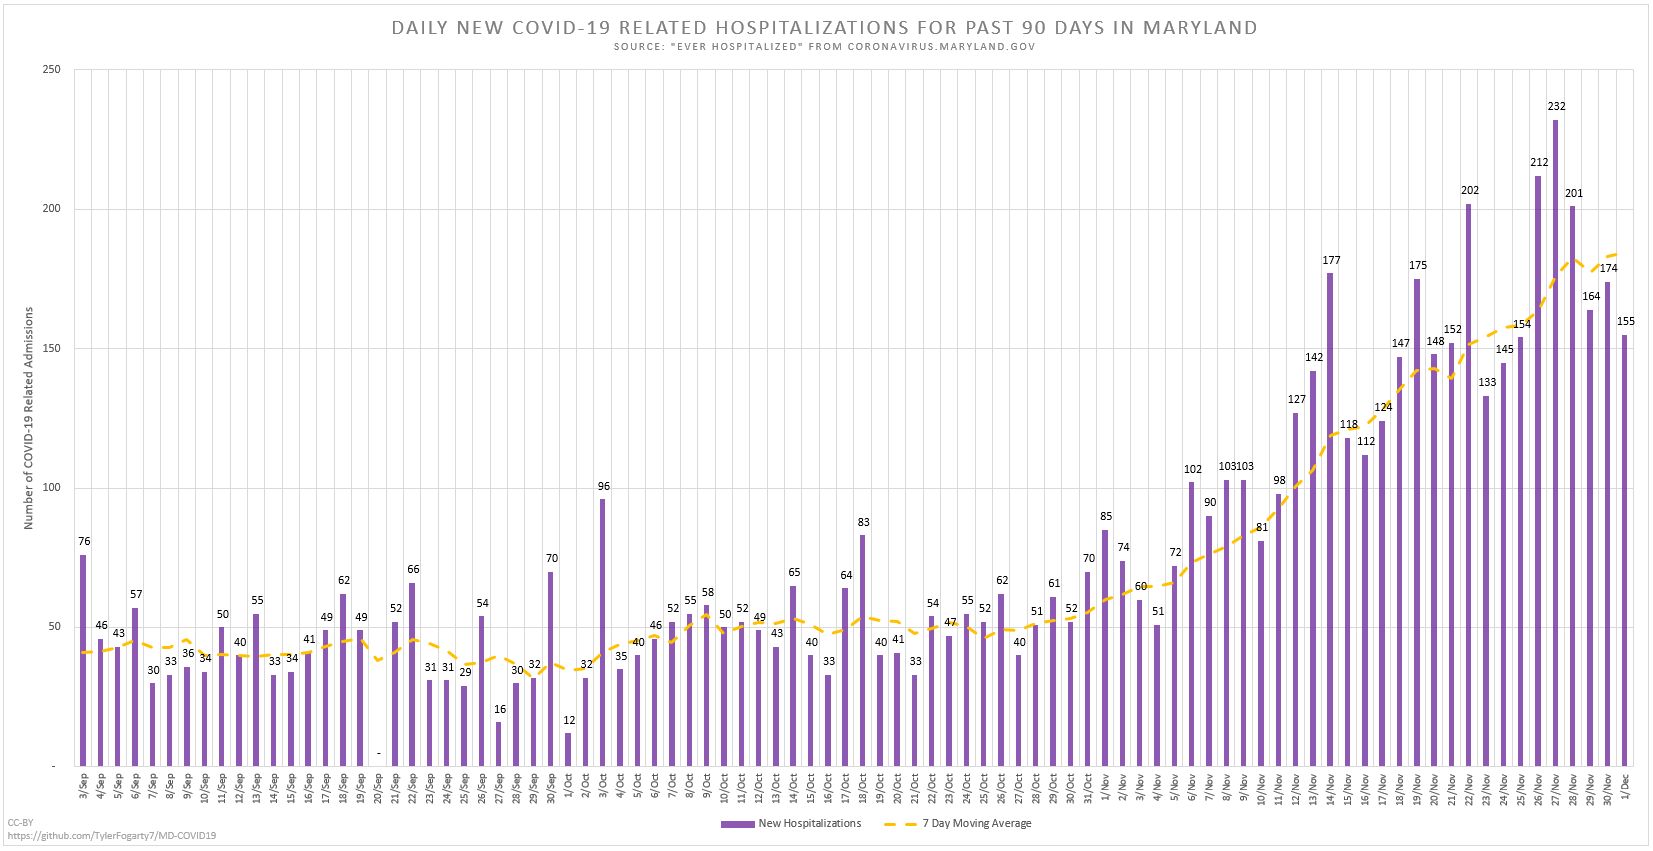 DAILY NEW COVID-19 RELATED HOSPITALIZATIONS FOR PAST 90 DAYS IN MARYLAND
SOURCE: "EVER HOSPITALIZED" FROM CORONAVIRUS.MARYLAND.GOV
Number of COVID-19 Related Admissions
250
200
150
100
50
-
76 46 43 57 30 33 36 34 50 40 55 33 34 41 49 62 49 - 52 66 31 31 29 54 16 30 32 70 12 32 96 35 40 46 52 55 58 50 52 49 43 65 40 33 64 83 40 41 33 54 47 55 52 62 40 51 61 52 70 85 74 60 51 72 102 90 103 103 81 98 127 142 177 118 112 124 147 175 148 152 202 133 145 154 212 232 201 164 174 155
3/Sep 4/Sep 5/Sep 6/Sep 7/Sep 8/Sep 9/Sep 10/Sep 11/Sep 12/Sep 13/Sep 14/Sep 15/Sep 16/Sep 17/Sep 18/Sep 19/Sep 20/Sep 21/Sep 22/Sep 23/Sep 24/Sep 25/Sep 26/Sep 27/Sep 28/Sep 29/Sep 30/Sep 1/Oct 2/Oct 3/Oct 4/Oct 5/Oct 6/Oct 7/Oct 8/Oct 9/Oct 10/Oct 11/Oct 12/Oct 13/Oct 14/Oct 15/Oct 16/Oct 17/Oct 18/Oct 19/Oct 20/Oct 21/Oct 22/Oct 23/Oct 24/Oct 25/Oct 26/Oct 27/Oct 28/Oct 29/Oct 30/Oct 31/Oct 1/Nov 2/Nov 3/Nov 4/Nov 5/Nov 6/Nov 7/Nov 8/Nov 9/Nov 10/Nov 11/Nov 12/Nov 13/Nov 14/Nov 15/Nov 16/Nov 17/Nov 18/Nov 19/Nov 20/Nov 21/Nov 22/Nov 23/Nov 24/Nov 25/Nov 26/Nov 27/Nov 28/Nov 29/Nov 30/Nov 1/Dec
New Hospitalizations 7 Day Moving Average
CC-BY
https://github.com/TylerFogarty7/MD-COVID19